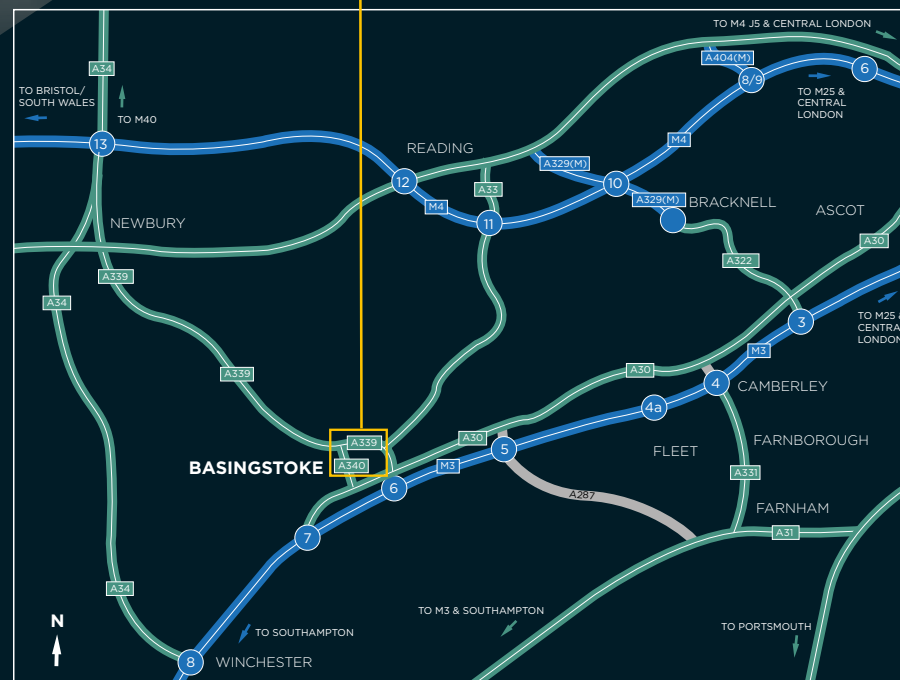 TO M4 J5 & CENTRAL LONDON
A404(M)
6
A34
8/9
TO BRISTOL/
SOUTH WALES
TO M25 &
CENTRAL
LONDON
TO M40
13
M4
READING
A329(M)
12
10
A33
A329(M)
BRACKNELL
M4
ASCOT
11
NEWBURY
A30
A322
A339
A34
3
TO M25 &
CENTRA
LONDON
M3
A30
A339
4
CAMBERLEY
4a
A339
A30
FARNBOROUGH
5
FLEET
BASINGSTOKE
A340
M3
A331
6
A287
FARNHAM
7
A31
A34
TO M3 & SOUTHAMPTON
N
TO SOUTHAMPTON
TO PORTSMOUTH
8
WINCHESTER